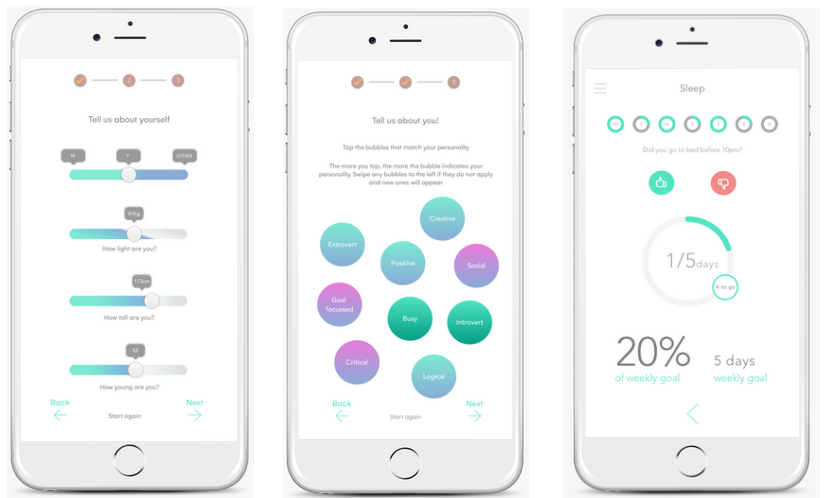 2
3
Tell us about yourself
M
F
OTHER
How light are you?
173cm
How tall are you?
How young are you?
Back
Next
Start again
3
Tell us about you!
Tap the bubbles that match your personality
The more you tap, the more the bubble indicates your
personality. Swipe any bubbles to the left if they do not apply
and new ones will appear
Creative
Extrovert
Positive
Social
Goal
focussed
Busy
Introvert
Critical
Logical
Back
Next
Start again
Sleep
m
t
w
T
f
s
s
Did you go to bed before 10pm?
1/5days
4 to go
20%
of weekly goal
5 days
weekly goal